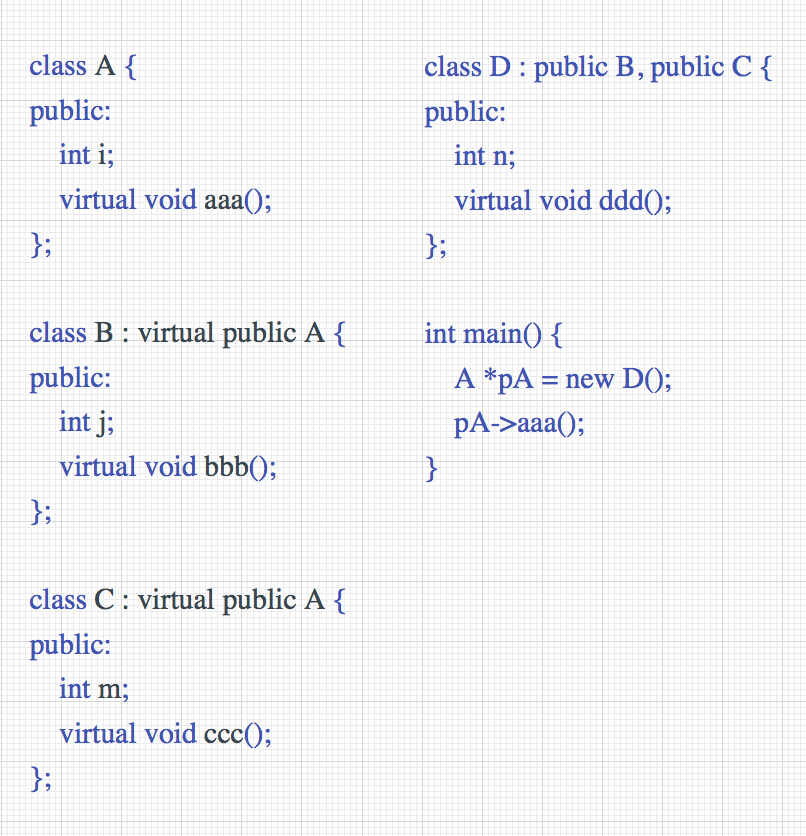 class A {
public:
int i;
virtual void aaa();
};
class B : virtual public A {
public:
int j;
virtual void bbb();
};
class C : virtual public A {
public:
int m;
virtual void ccc();
};
class D : public B, public C {
public:
int n;
virtual void ddd();
};
int main() {
A *pA = new D();
pA->aaa();
}